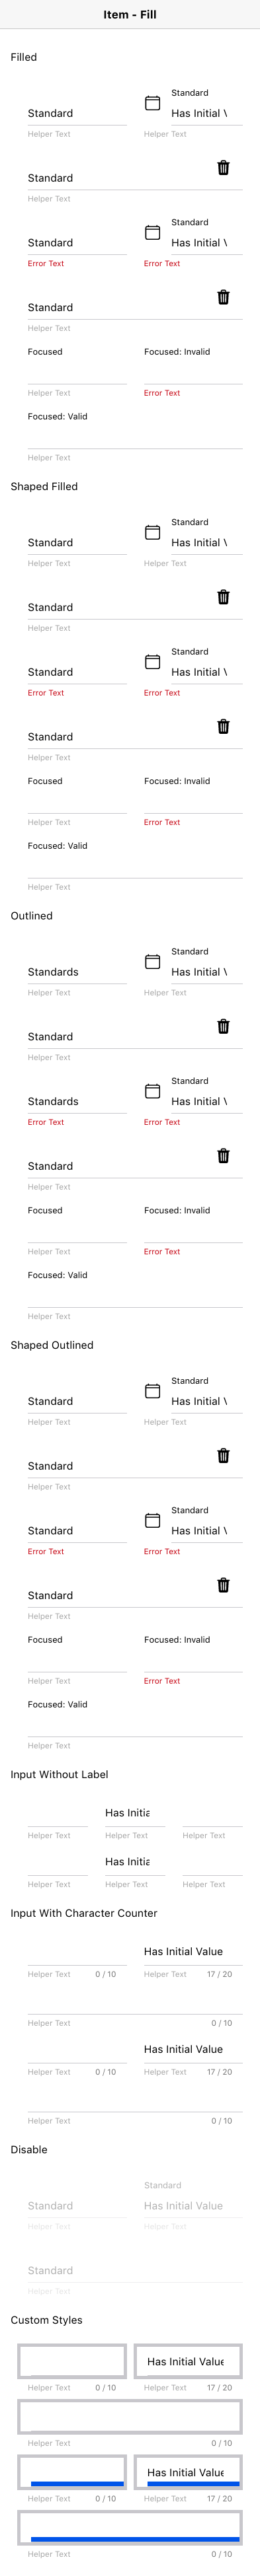 Item - Fill
Filled
Standard
Standard Has Initial V
Helper Text Helper Text
Standard
Helper Text
Standard
Standard Has Initial V
Error Text Error Text
Standard
Helper Text
Focused Focused: Invalid
Helper Text Error Text
Focused: Valid
Helper Text
Shaped Filled
Standard
Standard Has Initial V
Helper Text Helper Text
Standard
Helper Text
Standard
Standard Has Initial V
Error Text Error Text
Standard
Helper Text
Focused Focused: Invalid
Helper Text Error Text
Focused: Valid
Helper Text
Outlined
Standard
Standards Has Initial V
Helper Text Helper Text
Standard
Helper Text
Standard
Standards Has Initial V
Error Text Error Text
Standard
Helper Text
Focused Focused: Invalid
Helper Text Error Text
Focused: Valid
Helper Text
Shaped Outlined
Standard
Standard Has Initial V
Helper Text Helper Text
Standard
Helper Text
Standard
Standard Has Initial V
Error Text Error Text
Standard
Helper Text
Focused Focused: Invalid
Helper Text Error Text
Focused: Valid
Helper Text
Input Without Label
Has Initia
Helper Text Helper Text Helper Text
Has Initia
Helper Text Helper Text Helper Text
Input With Character Counter
Has Initial Value
Helper Text 0 / 10 Helper Text 17 / 20
Helper Text 0 / 10
Has Initial Value
Helper Text 0 / 10 Helper Text 17 / 20
Helper Text 0 / 10
Disable
Standard
Standard Has Initial Value
Helper Text Helper Text
Standard
Helper Text
Custom Styles
Has Initial Value
Helper Text 0 / 10 Helper Text 17 / 20
Helper Text 0 / 10
Has Initial Value
Helper Text 0 / 10 Helper Text 17 / 20
Helper Text 0 / 10